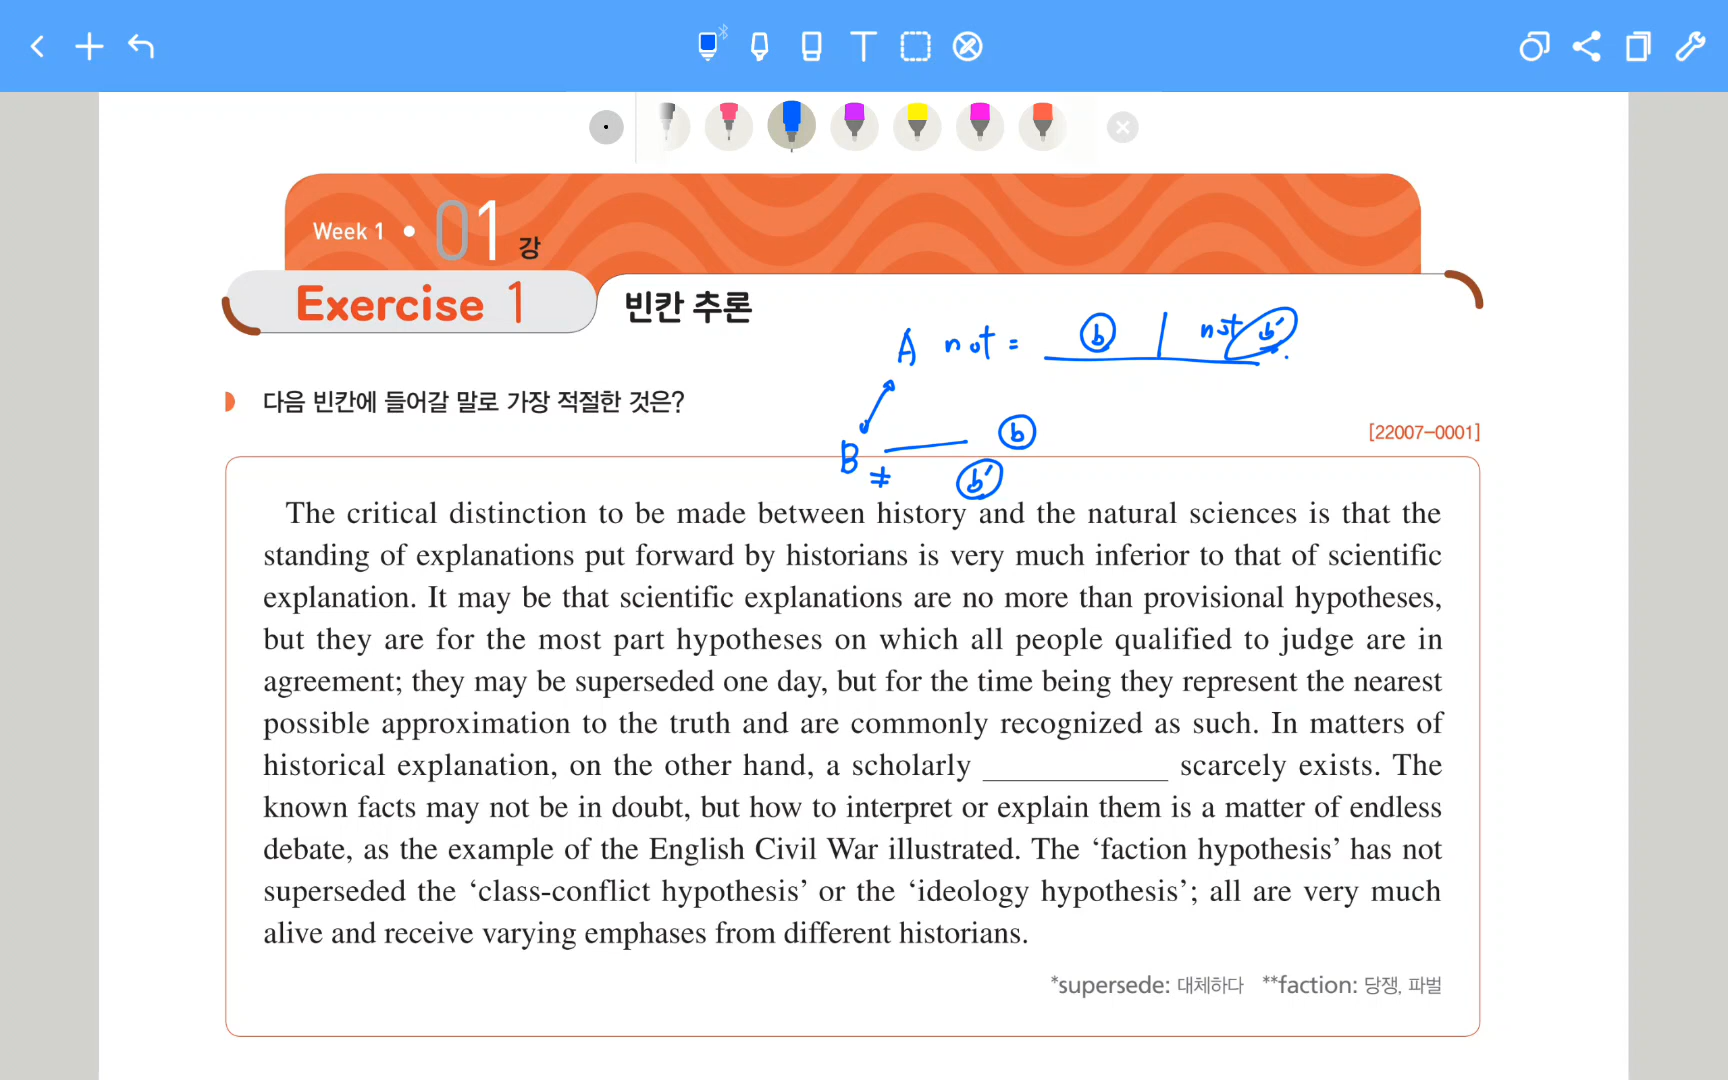 Week 1 • 01 강
Exercise 1 빈칸 추론
A not = b | not b′
다음 빈칸에 들어갈 말로 가장 적절한 것은?
[22007-0001]
B b
≠ b′
The critical distinction to be made between history and the natural sciences is that the
standing of explanations put forward by historians is very much inferior to that of scientific
explanation. It may be that scientific explanations are no more than provisional hypotheses,
but they are for the most part hypotheses on which all people qualified to judge are in
agreement; they may be superseded one day, but for the time being they represent the nearest
possible approximation to the truth and are commonly recognized as such. In matters of
historical explanation, on the other hand, a scholarly ____________ scarcely exists. The
known facts may not be in doubt, but how to interpret or explain them is a matter of endless
debate, as the example of the English Civil War illustrated. The ‘faction hypothesis’ has not
superseded the ‘class-conflict hypothesis’ or the ‘ideology hypothesis’; all are very much
alive and receive varying emphases from different historians.
*supersede: 대체하다 **faction: 당쟁, 파벌